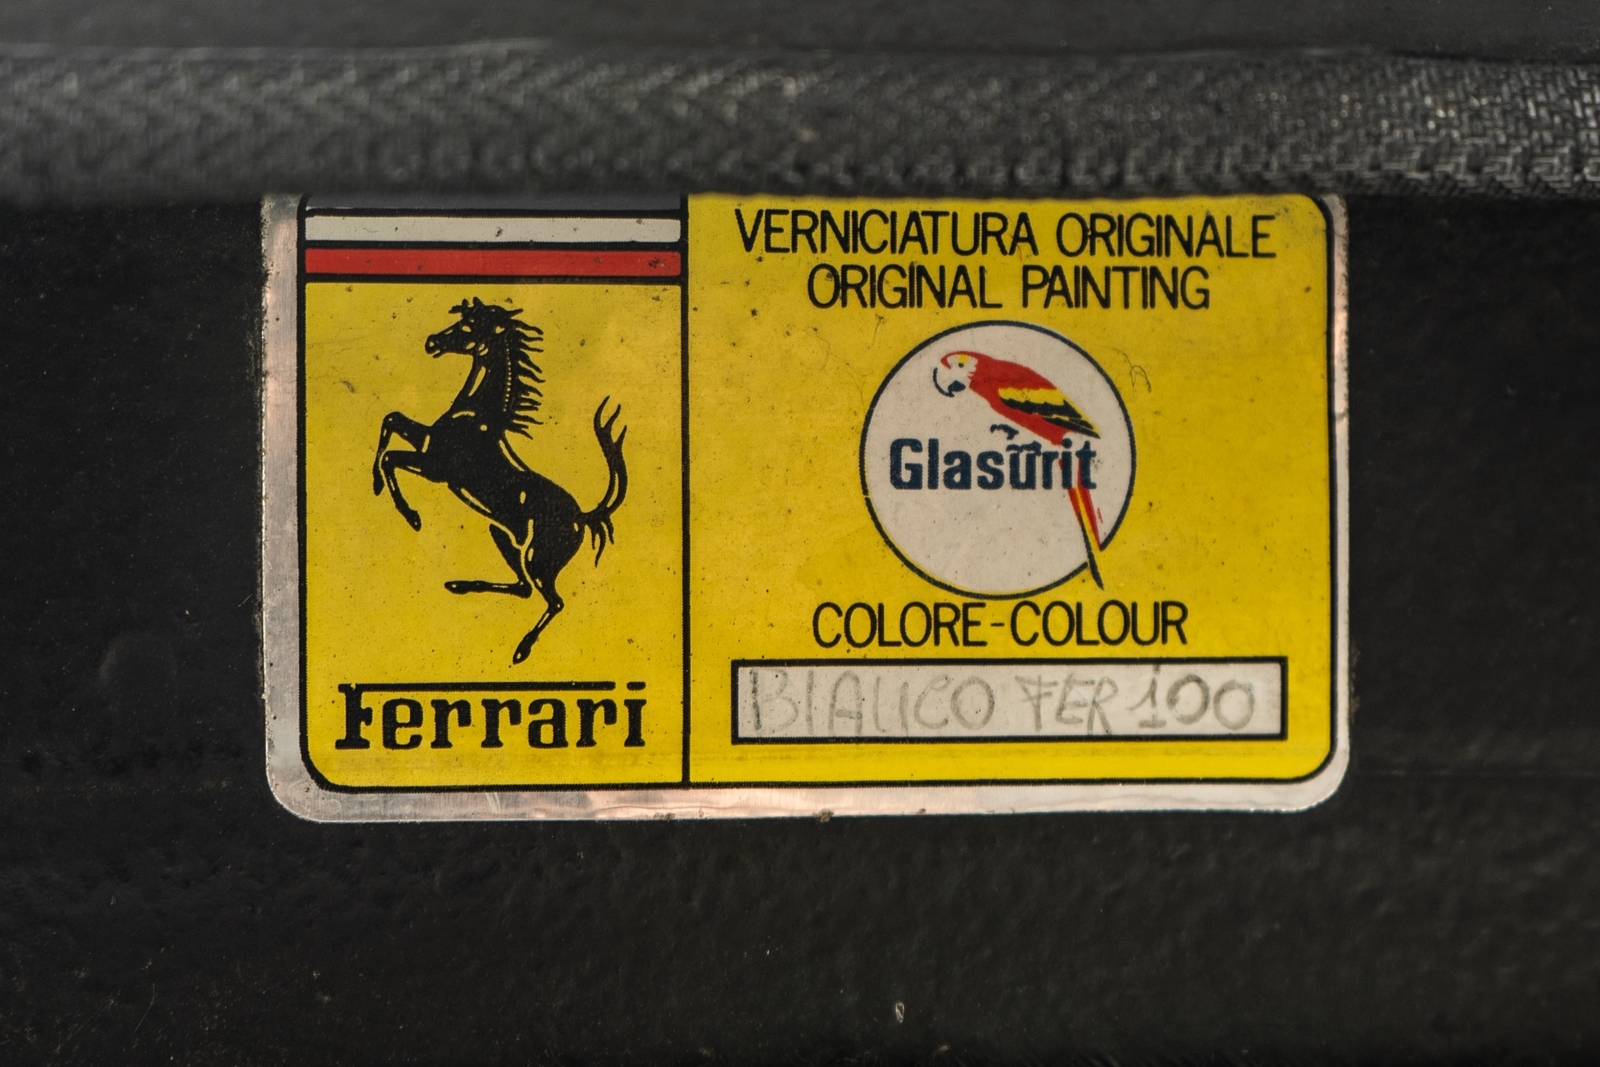 VERNICIATURA ORIGINALE
ORIGINAL PAINTING
Glasurit
COLORE-COLOUR
BIANCO FER 100
Ferrari